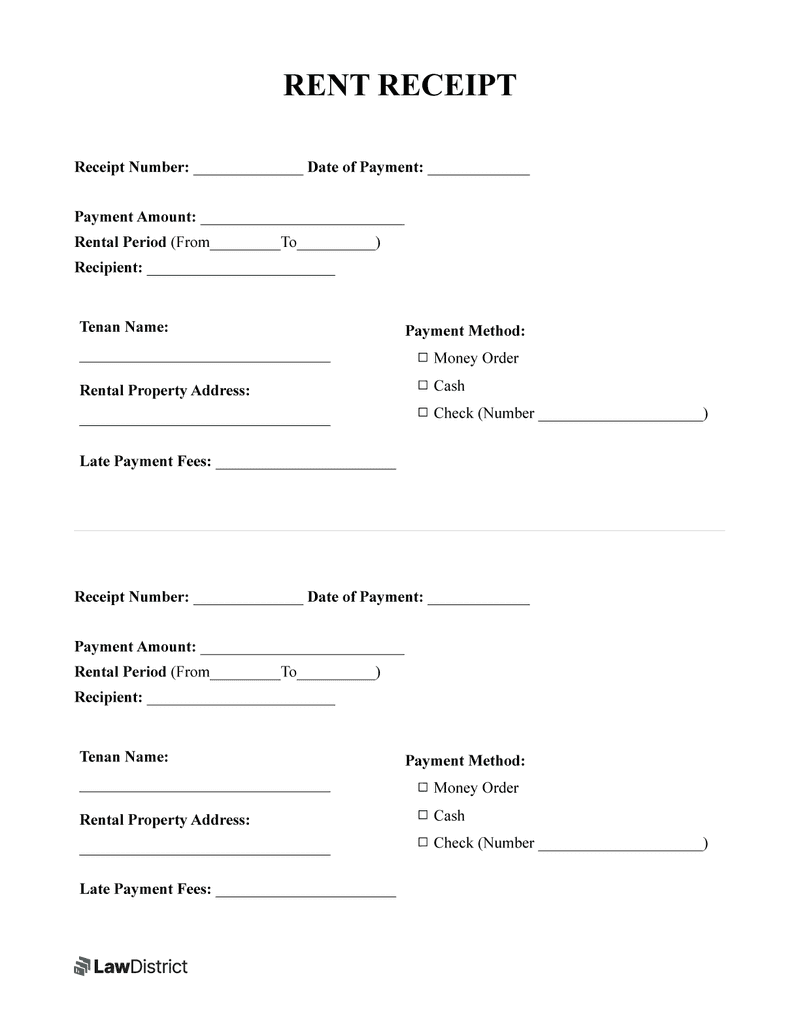 RENT RECEIPT
Receipt Number: ______________ Date of Payment: _____________
Payment Amount: __________________________
Rental Period (From_________To__________)
Recipient: ________________________
Tenan Name:
________________________________
Rental Property Address:
________________________________
Late Payment Fees: _______________________
Payment Method:
☐ Money Order
☐ Cash
☐ Check (Number _____________________)
Receipt Number: ______________ Date of Payment: _____________
Payment Amount: __________________________
Rental Period (From_________To__________)
Recipient: ________________________
Tenan Name:
________________________________
Rental Property Address:
________________________________
Late Payment Fees: _______________________
Payment Method:
☐ Money Order
☐ Cash
☐ Check (Number _____________________)
LawDistrict